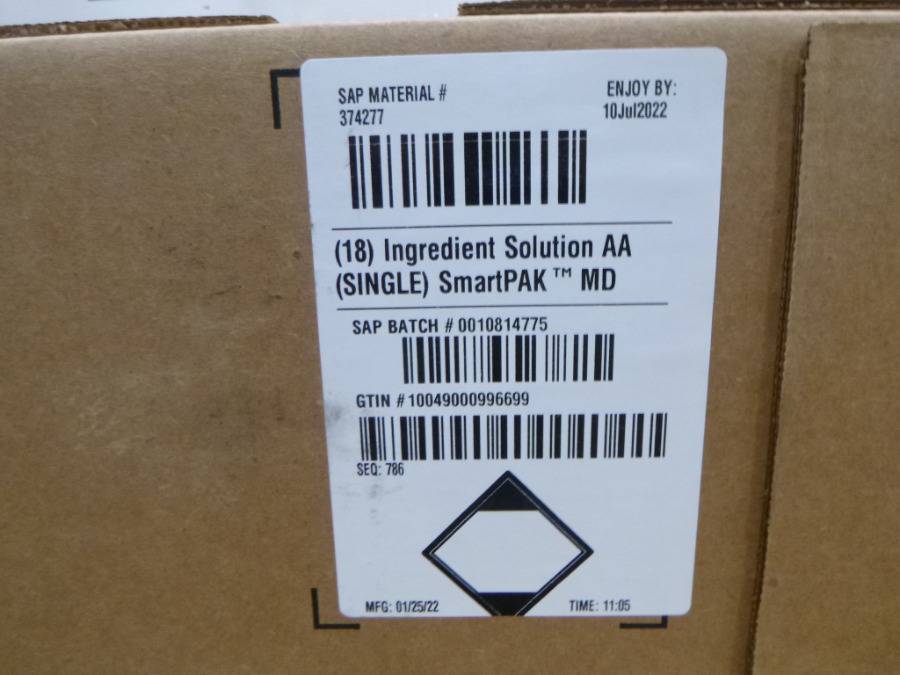 SAP MATERIAL #
374277
ENJOY BY:
10Jul2022
(18) Ingredient Solution AA
(SINGLE) SmartPAK™ MD
SAP BATCH # 0010814775
GTIN #10049000996699
SEQ: 786
MFG: 01/25/22
TIME: 11:05